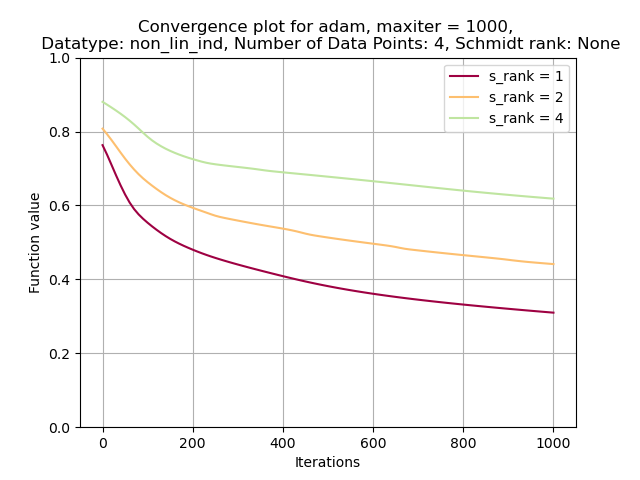 Convergence plot for adam, maxiter = 1000,
Datatype: non_lin_ind, Number of Data Points: 4, Schmidt rank: None
s_rank = 1
s_rank = 2
s_rank = 4
1.0
0.8
0.6
0.4
0.2
0.0
Function value
0 200 400 600 800 1000
Iterations